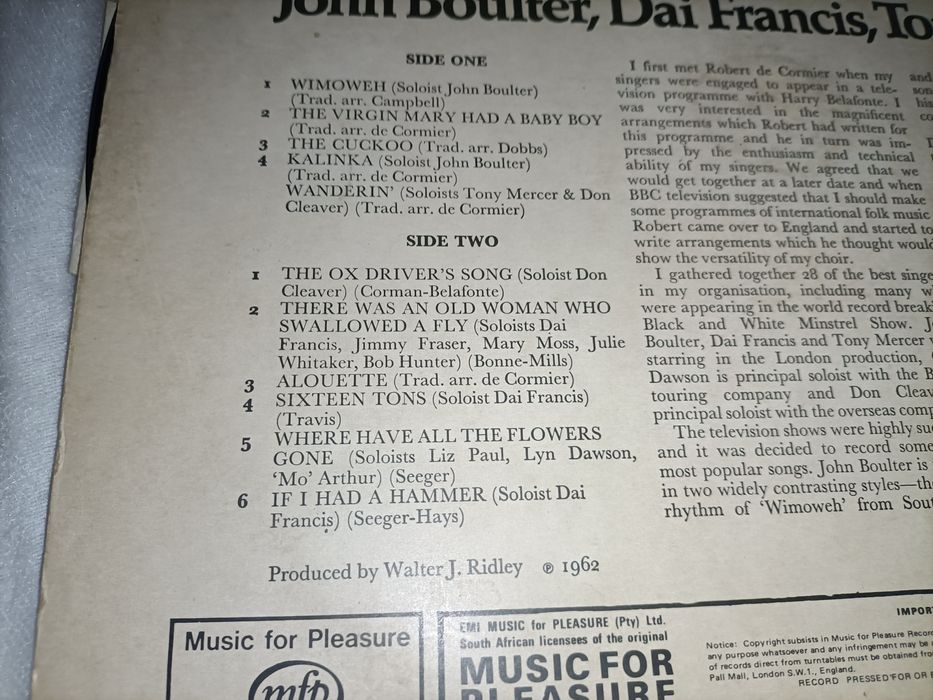 John Boulter, Dai Francis, To
SIDE ONE
1 WIMOWEH (Soloist John Boulter)
(Trad. arr. Campbell)
2 THE VIRGIN MARY HAD A BABY BOY
(Trad. arr. de Cormier)
3 THE CUCKOO (Trad. arr. Dobbs)
4 KALINKA (Soloist John Boulter)
(Trad. arr. de Cormier)
WANDERIN' (Soloists Tony Mercer & Don
Cleaver) (Trad. arr. de Cormier)
SIDE TWO
1 THE OX DRIVER'S SONG (Soloist Don
Cleaver) (Corman-Belafonte)
2 THERE WAS AN OLD WOMAN WHO
SWALLOWED A FLY (Soloists Dai
Francis, Jimmy Fraser, Mary Moss, Julie
Whitaker, Bob Hunter) (Bonne-Mills)
3 ALOUETTE (Trad. arr. de Cormier)
4 SIXTEEN TONS (Soloist Dai Francis)
(Travis)
5 WHERE HAVE ALL THE FLOWERS
GONE (Soloists Liz Paul, Lyn Dawson,
'Mo' Arthur) (Seeger)
6 IF I HAD A HAMMER (Soloist Dai
Francis) (Seeger-Hays)
Produced by Walter J. Ridley ℗ 1962
I first met Robert de Cormier when my
singers were engaged to appear in a tele-
vision programme with Harry Belafonte. I
was very interested in the magnificent
arrangements which Robert had written for
this programme and he in turn was im-
pressed by the enthusiasm and technical
ability of my singers. We agreed that we
would get together at a later date and when
BBC television suggested that I should make
some programmes of international folk music
Robert came over to England and started to
write arrangements which he thought would
show the versatility of my choir.
I gathered together 28 of the best singe
in my organisation, including many w
were appearing in the world record breaki
Black and White Minstrel Show. J
Boulter, Dai Francis and Tony Mercer
starring in the London production,
Dawson is principal soloist with the B
touring company and Don Cleav
principal soloist with the overseas comp
The television shows were highly su
and it was decided to record some
most popular songs. John Boulter is
in two widely contrasting styles—th
rhythm of 'Wimoweh' from Sout
and
son
his
co
Music for Pleasure
mfp
EMI MUSIC for PLEASURE (Pty) Ltd.
South African licensees of the original
MUSIC FOR
PLEASURE
IMPOR
Notice: Copyright subsists in Music for Pleasure Recor
any purpose whatsoever and any infringement may be
of records direct from turntables must be obtained fro
Pall Mall, London S.W.1., England.
RECORD PRESSED FOR OR